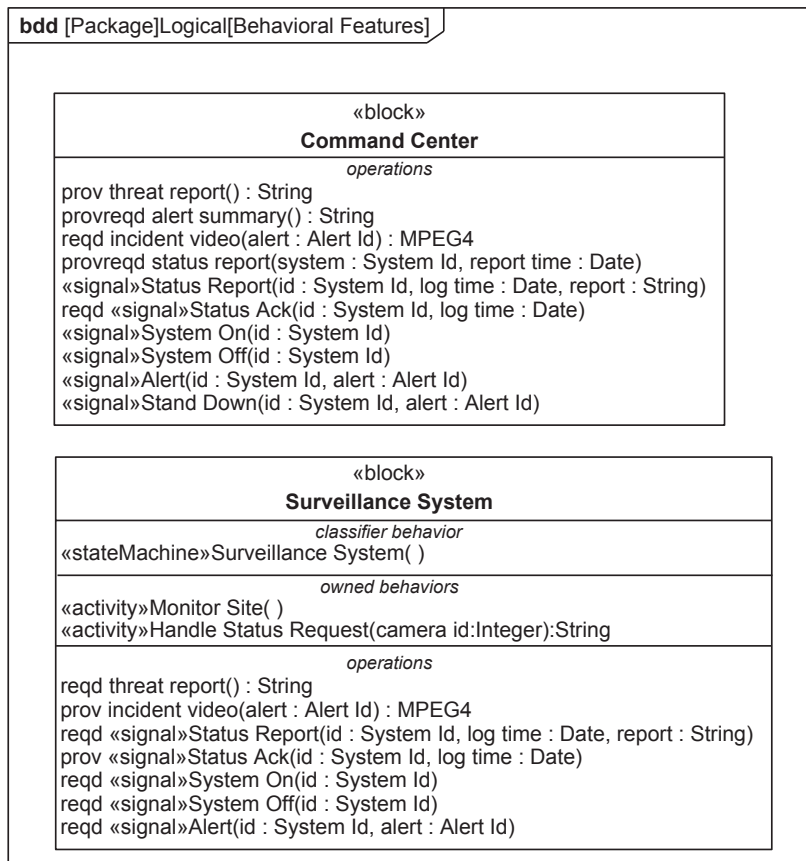 bdd [Package]Logical[Behavioral Features]
«block»
Command Center
operations
prov threat report() : String
provreqd alert summary() : String
reqd incident video(alert : Alert Id) : MPEG4
provreqd status report(system : System Id, report time : Date)
«signal»Status Report(id : System Id, log time : Date, report : String)
reqd «signal»Status Ack(id : System Id, log time : Date)
«signal»System On(id : System Id)
«signal»System Off(id : System Id)
«signal»Alert(id : System Id, alert : Alert Id)
«signal»Stand Down(id : System Id, alert : Alert Id)
«block»
Surveillance System
classifier behavior
«stateMachine»Surveillance System( )
owned behaviors
«activity»Monitor Site( )
«activity»Handle Status Request(camera id:Integer):String
operations
reqd threat report() : String
prov incident video(alert : Alert Id) : MPEG4
reqd «signal»Status Report(id : System Id, log time : Date, report : String)
prov «signal»Status Ack(id : System Id, log time : Date)
reqd «signal»System On(id : System Id)
reqd «signal»System Off(id : System Id)
reqd «signal»Alert(id : System Id, alert : Alert Id)